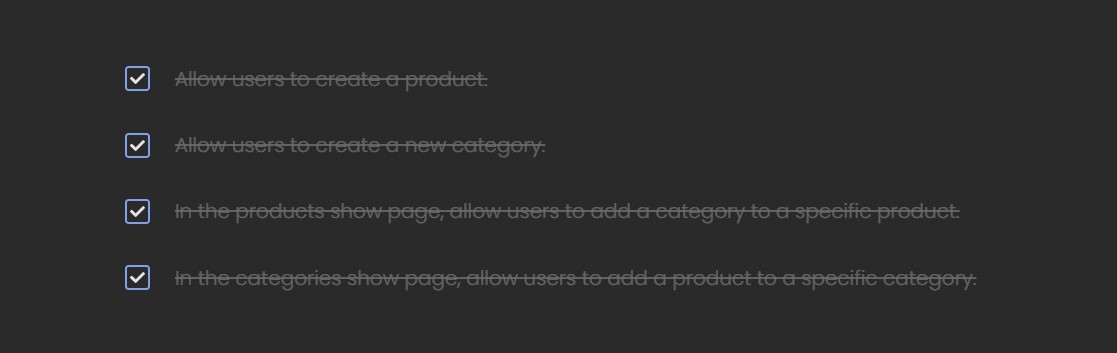 Allow users to create a product.
Allow users to create a new category.
In the products show page, allow users to add a category to a specific product.
In the categories show page, allow users to add a product to a specific category.